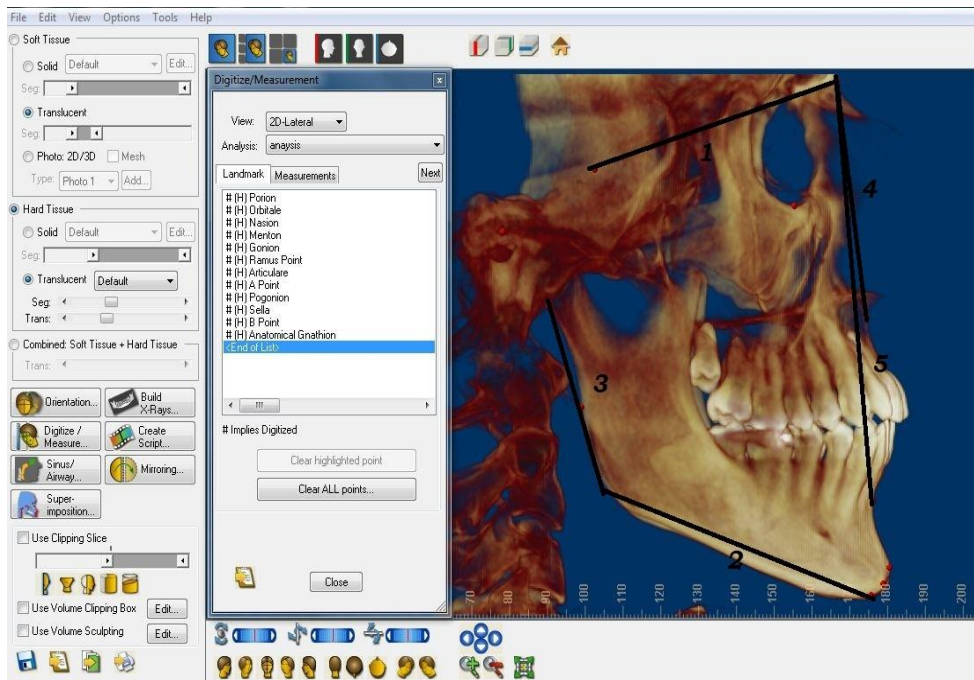 File Edit View Options Tools Help
Soft Tissue
Solid Default Edit...
Seg:
Translucent
Seg:
Photo: 2D/3D Mesh
Type: Photo 1 Add...
Hard Tissue
Solid Default Edit...
Seg:
Translucent Default
Seg:
Trans:
Combined: Soft Tissue + Hard Tissue
Trans:
Orientation... Build X-Rays...
Digitize / Measure... Create Script...
Sinus/ Airway... Mirroring...
Super- imposition...
Use Clipping Slice
Use Volume Clipping Box Edit...
Use Volume Sculpting Edit...
Digitize/Measurement
View: 2D-Lateral
Analysis: anaysis
Landmark Measurements Next
# (H) Porion
# (H) Orbitale
# (H) Nasion
# (H) Menton
# (H) Gonion
# (H) Ramus Point
# (H) Articulare
# (H) A Point
# (H) Pogonion
# (H) Sella
# (H) B Point
# (H) Anatomical Gnathion
<End of List>
# Implies Digitized
Clear highlighted point
Clear ALL points...
Close
1
4
3
5
2
70 80 90 100 110 120 130 140 150 160 170 180 190 200